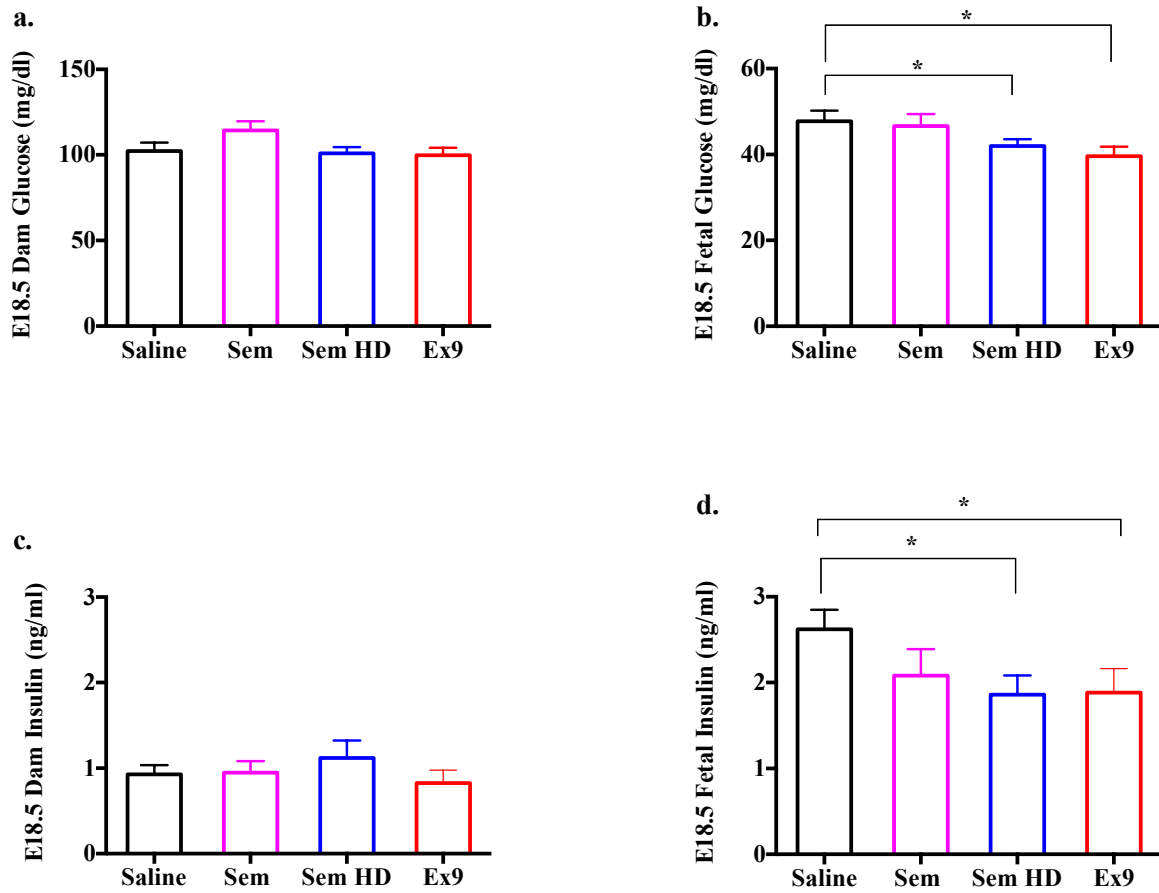 a.
E18.5 Dam Glucose (mg/dl)
150
100
50
0
Saline Sem Sem HD Ex9
b.
E18.5 Fetal Glucose (mg/dl)
*
*
60
40
20
0
Saline Sem Sem HD Ex9
c.
E18.5 Dam Insulin (ng/ml)
3
2
1
0
Saline Sem Sem HD Ex9
d.
E18.5 Fetal Insulin (ng/ml)
*
*
3
2
1
0
Saline Sem Sem HD Ex9